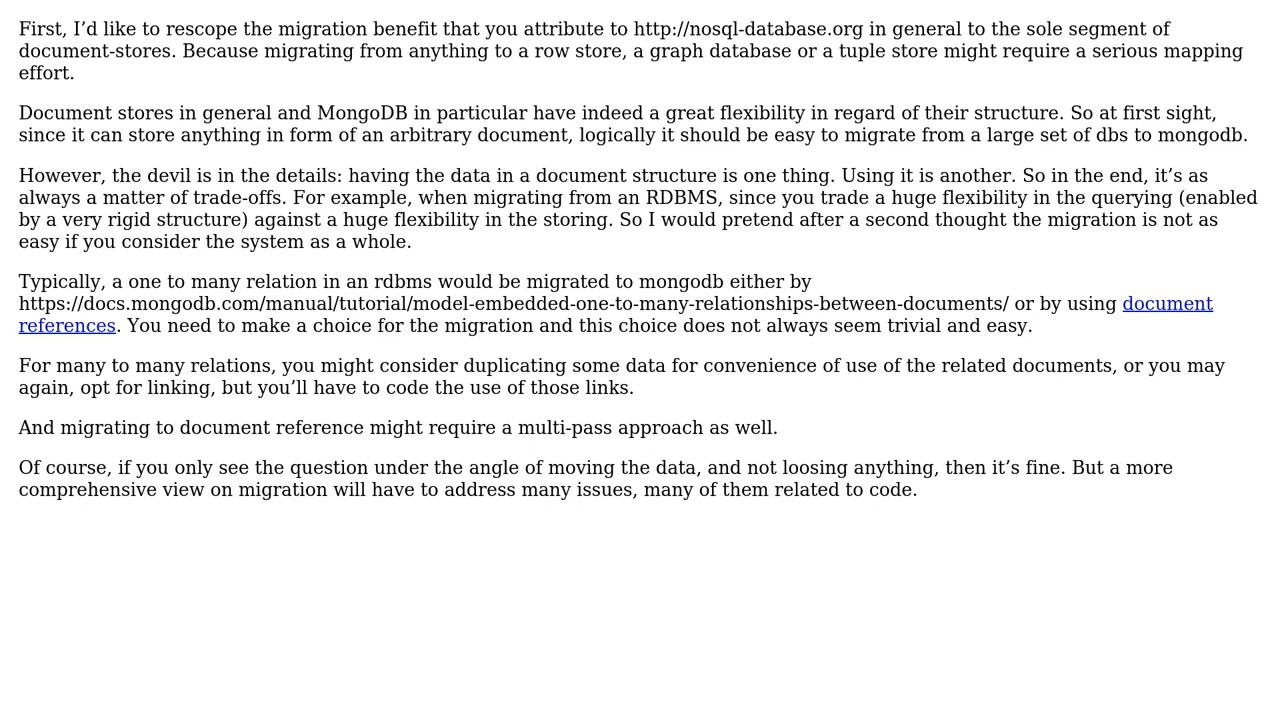 First, I’d like to rescope the migration benefit that you attribute to http://nosql-database.org in general to the sole segment of
document-stores. Because migrating from anything to a row store, a graph database or a tuple store might require a serious mapping
effort.
Document stores in general and MongoDB in particular have indeed a great flexibility in regard of their structure. So at first sight,
since it can store anything in form of an arbitrary document, logically it should be easy to migrate from a large set of dbs to mongodb.
However, the devil is in the details: having the data in a document structure is one thing. Using it is another. So in the end, it’s as
always a matter of trade-offs. For example, when migrating from an RDBMS, since you trade a huge flexibility in the querying (enabled
by a very rigid structure) against a huge flexibility in the storing. So I would pretend after a second thought the migration is not as
easy if you consider the system as a whole.
Typically, a one to many relation in an rdbms would be migrated to mongodb either by
https://docs.mongodb.com/manual/tutorial/model-embedded-one-to-many-relationships-between-documents/ or by using document
references. You need to make a choice for the migration and this choice does not always seem trivial and easy.
For many to many relations, you might consider duplicating some data for convenience of use of the related documents, or you may
again, opt for linking, but you’ll have to code the use of those links.
And migrating to document reference might require a multi-pass approach as well.
Of course, if you only see the question under the angle of moving the data, and not loosing anything, then it’s fine. But a more
comprehensive view on migration will have to address many issues, many of them related to code.